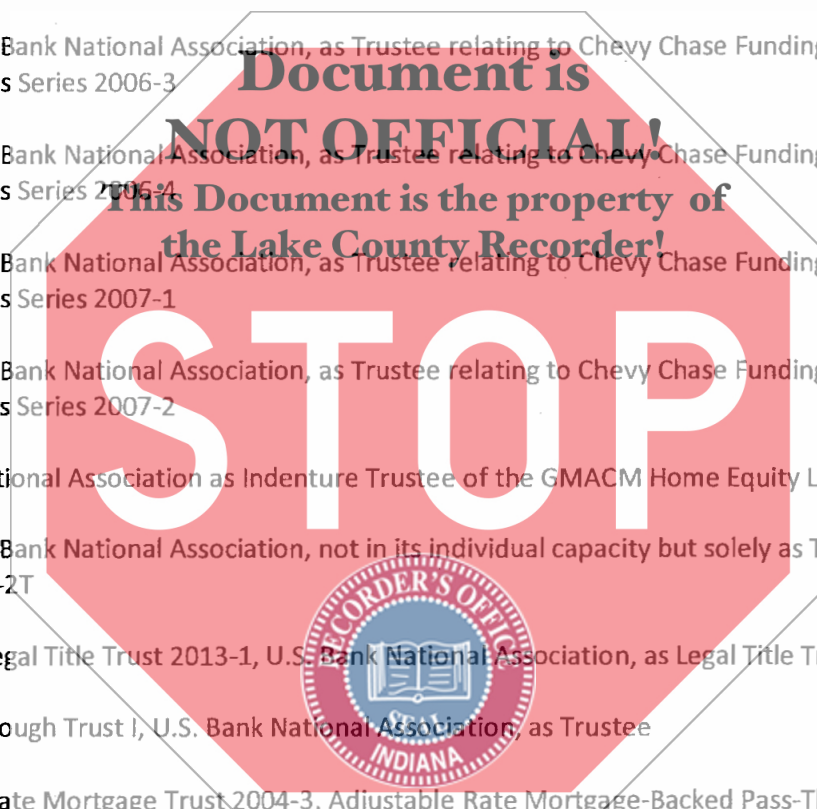 Bank National Association, as Trustee relating to Chevy Chase Funding
s Series 2006-3
Document is
NOT OFFICIAL!
Bank National Association, as Trustee relating to Chevy Chase Funding
s Series 2006-4
This Document is the property of
the Lake County Recorder!
Bank National Association, as Trustee relating to Chevy Chase Funding
s Series 2007-1
STOP
Bank National Association, as Trustee relating to Chevy Chase Funding
s Series 2007-2
tional Association as Indenture Trustee of the GMACM Home Equity L
Bank National Association, not in its individual capacity but solely as T
-2T
RECORDER'S OFFICE
SEAL
INDIANA
egal Title Trust 2013-1, U.S. Bank National Association, as Legal Title Tr
ough Trust I, U.S. Bank National Association, as Trustee
ate Mortgage Trust 2004-3, Adjustable Rate Mortgage-Backed Pass-T